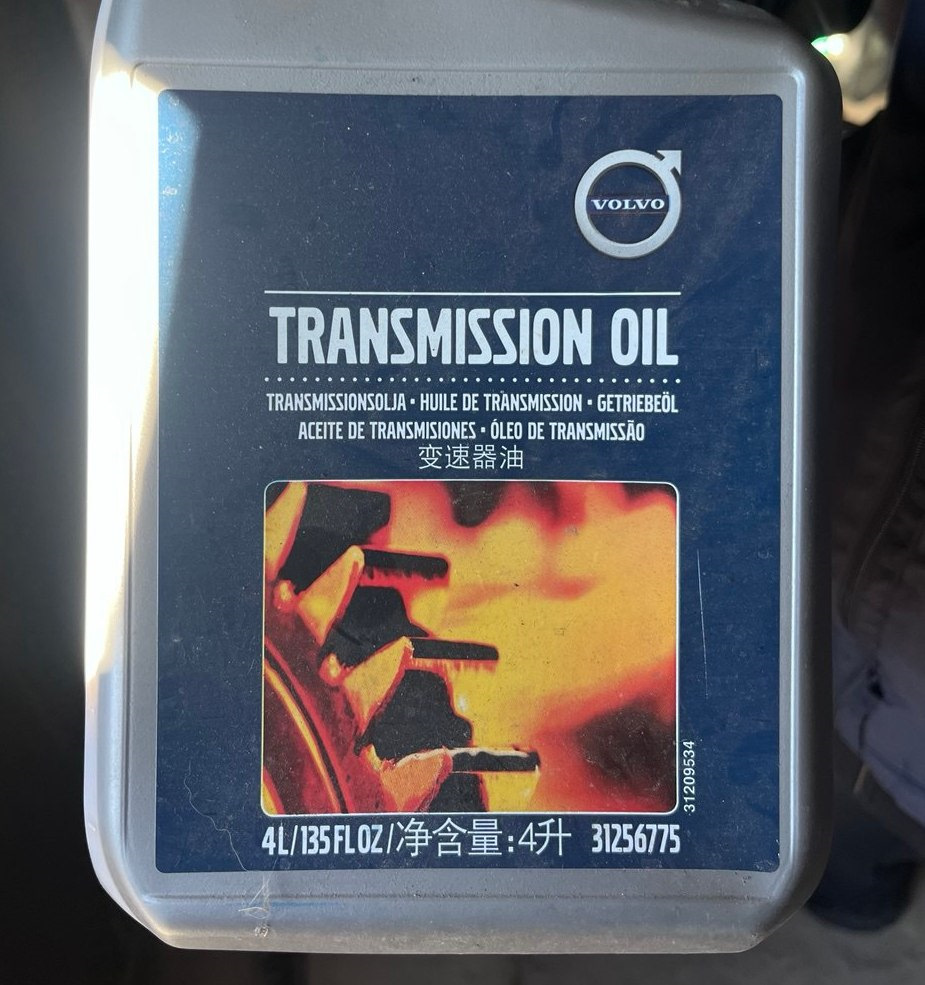 VOLVO
TRANSMISSION OIL
TRANSMISSIONSOLJA · HUILE DE TRANSMISSION · GETRIEBEÖL
ACEITE DE TRANSMISIONES · ÓLEO DE TRANSMISSÃO
变速器油
31209534
4L/135 FL OZ/净含量:4升 31256775